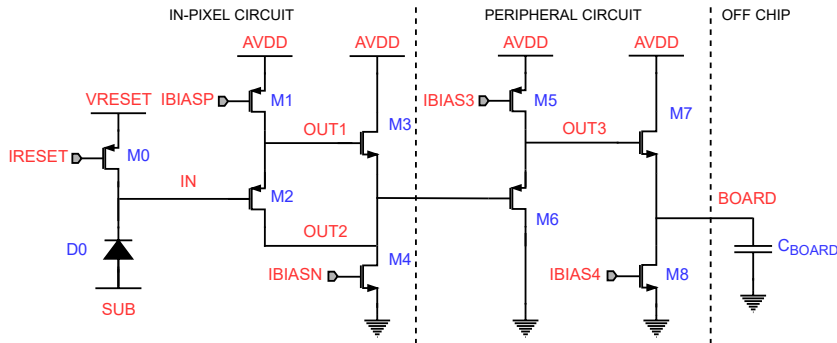 IN-PIXEL CIRCUIT
PERIPHERAL CIRCUIT
OFF CHIP
AVDD
AVDD
AVDD
AVDD
IBIASP
M1
VRESET
M3
IBIAS3
M5
M7
OUT1
OUT3
IRESET
M0
IN
M2
M6
BOARD
D0
OUT2
M4
IBIASN
IBIAS4
M8
CBOARD
SUB